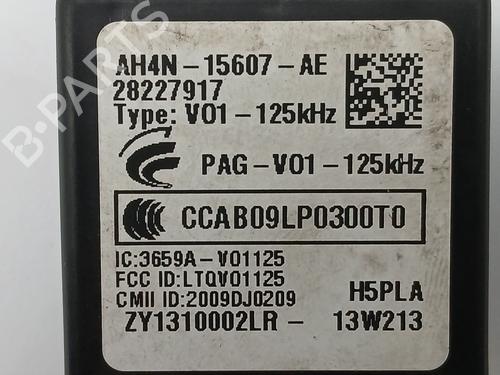 AH4N-15607-AE
28227917
Type: V01-125kHz
PAG-V01-125kHz
CCAB09LP0300T0
IC:3659A-V01125
FCC ID:LTQV01125
CMII ID:2009DJ0209
H5PLA
ZY1310002LR- 13W213
B-PARTS